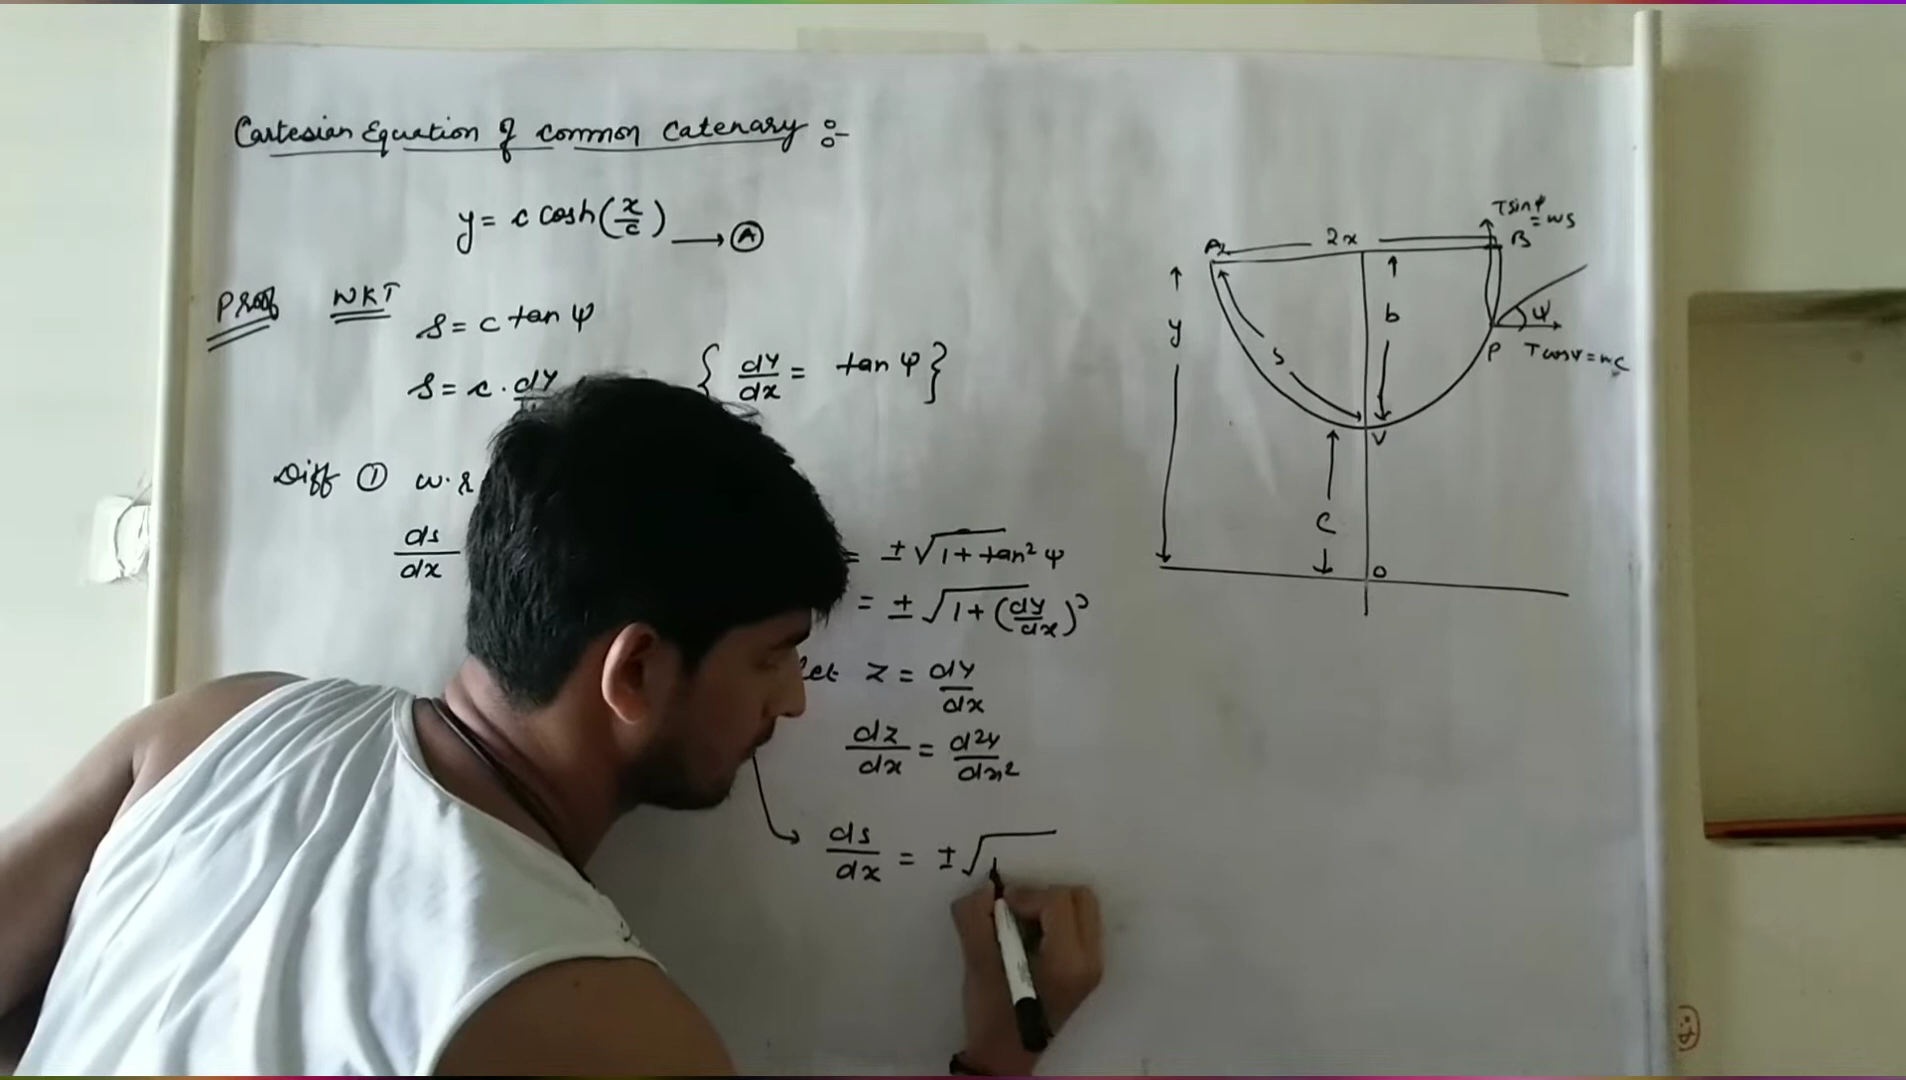 Cartesian Equation of common Catenary :-
y = c cosh(x/c) → Ⓐ
Proof WKT
s = c tan ψ
s = c · dy { dy/dx = tan ψ }
Diff ① w.r
ds/dx = ± √1 + tan² ψ
= ± √1 + (dy/dx)²
let z = dy/dx
dz/dx = d²y/dx²
ds/dx = ± √
T sin ψ = ws
A 2x B
y
b
s
ψ
P T cos ψ = wc
V
c
O